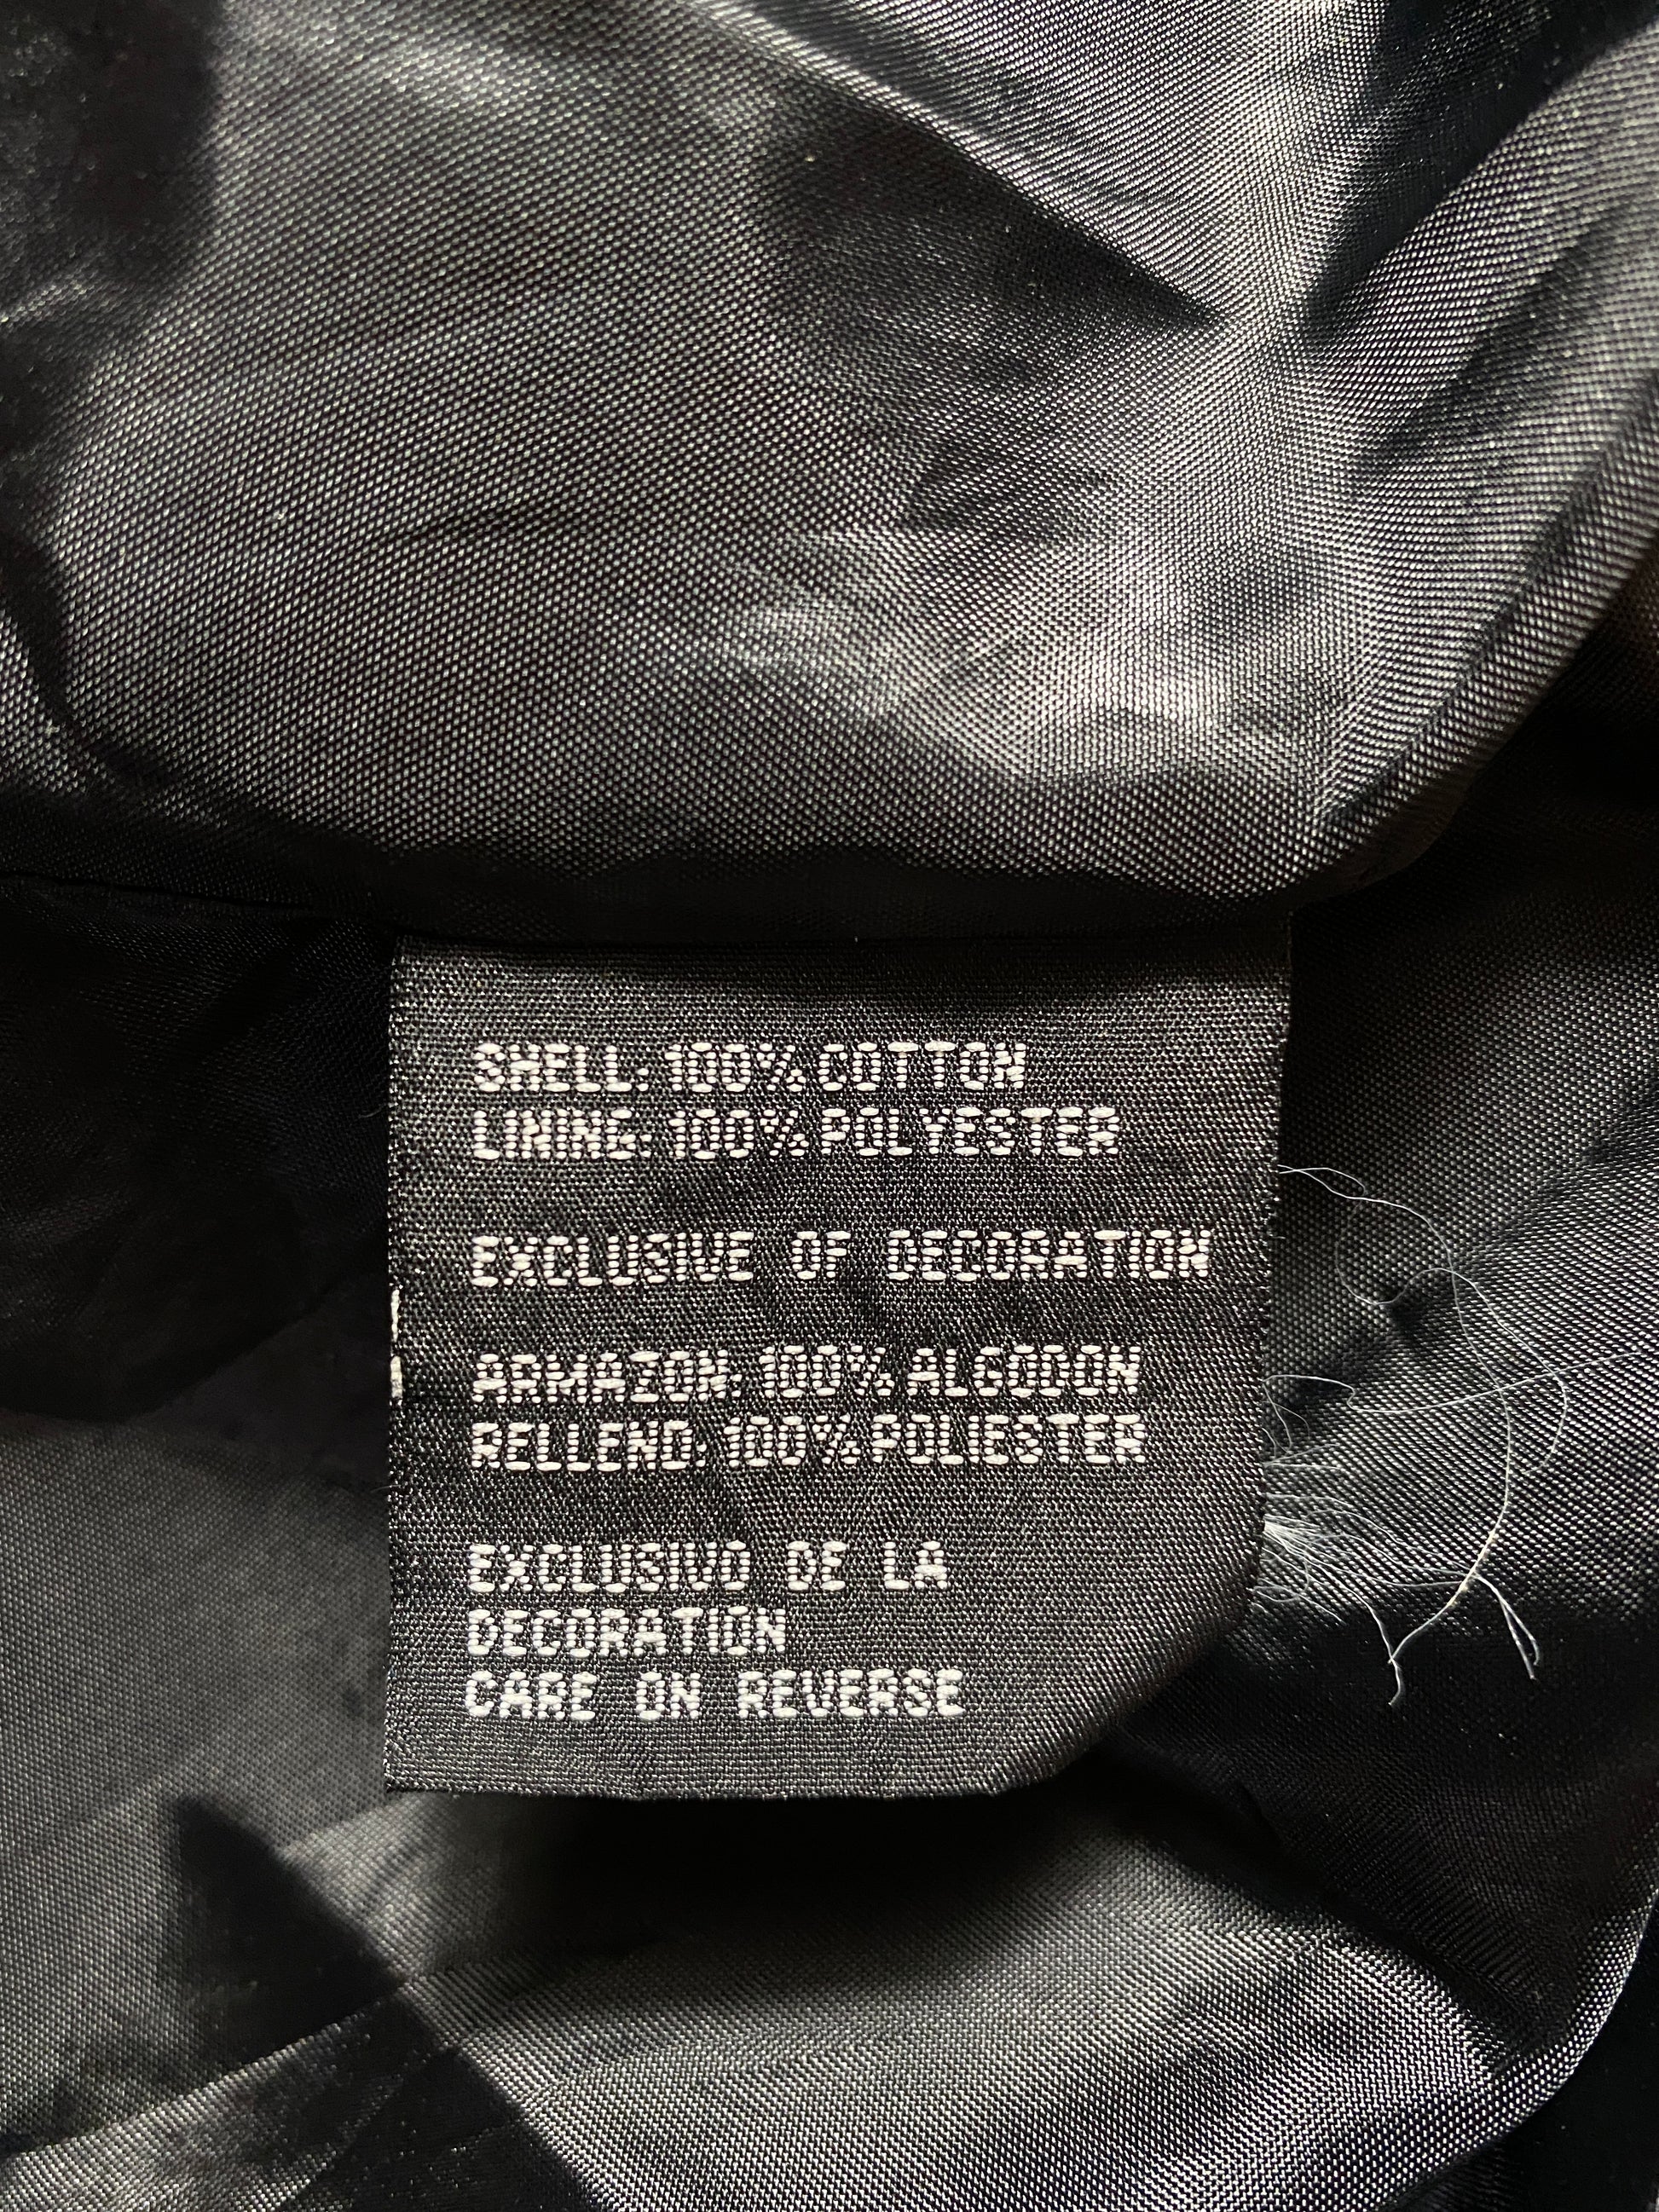 SHELL: 100% COTTON
LINING: 100% POLYESTER
EXCLUSIVE OF DECORATION
ARMAZON: 100% ALGODON
RELLENO: 100% POLIESTER
EXCLUSIVO DE LA
DECORATION
CARE ON REVERSE